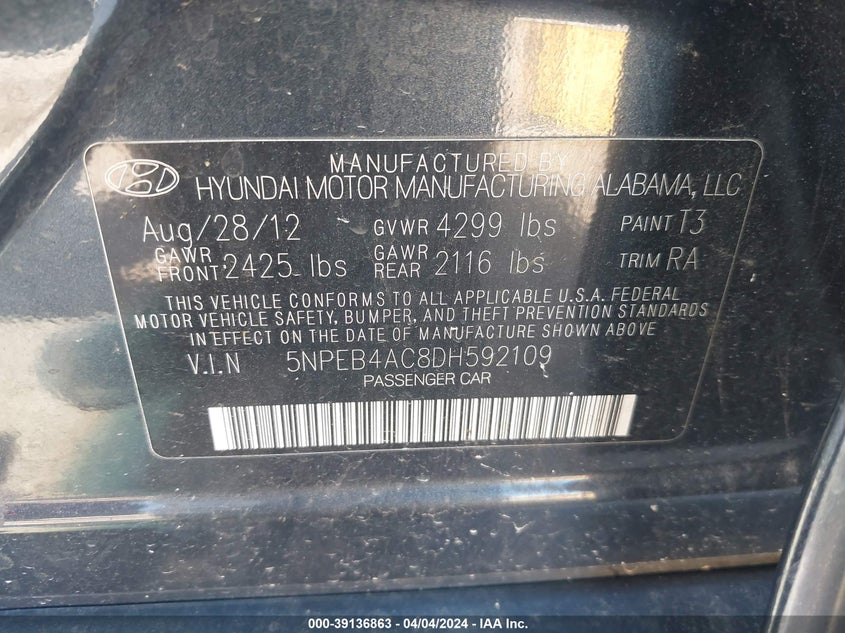 MANUFACTURED BY
HYUNDAI MOTOR MANUFACTURING ALABAMA, LLC
Aug/28/12 GVWR 4299 lbs PAINT T3
GAWR FRONT 2425 lbs GAWR REAR 2116 lbs TRIM RA
THIS VEHICLE CONFORMS TO ALL APPLICABLE U.S.A. FEDERAL
MOTOR VEHICLE SAFETY, BUMPER, AND THEFT PREVENTION STANDARDS
IN EFFECT ON THE DATE OF MANUFACTURE SHOWN ABOVE
V.I.N 5NPEB4AC8DH592109
PASSENGER CAR
000-39136863 - 04/04/2024 - IAA Inc.